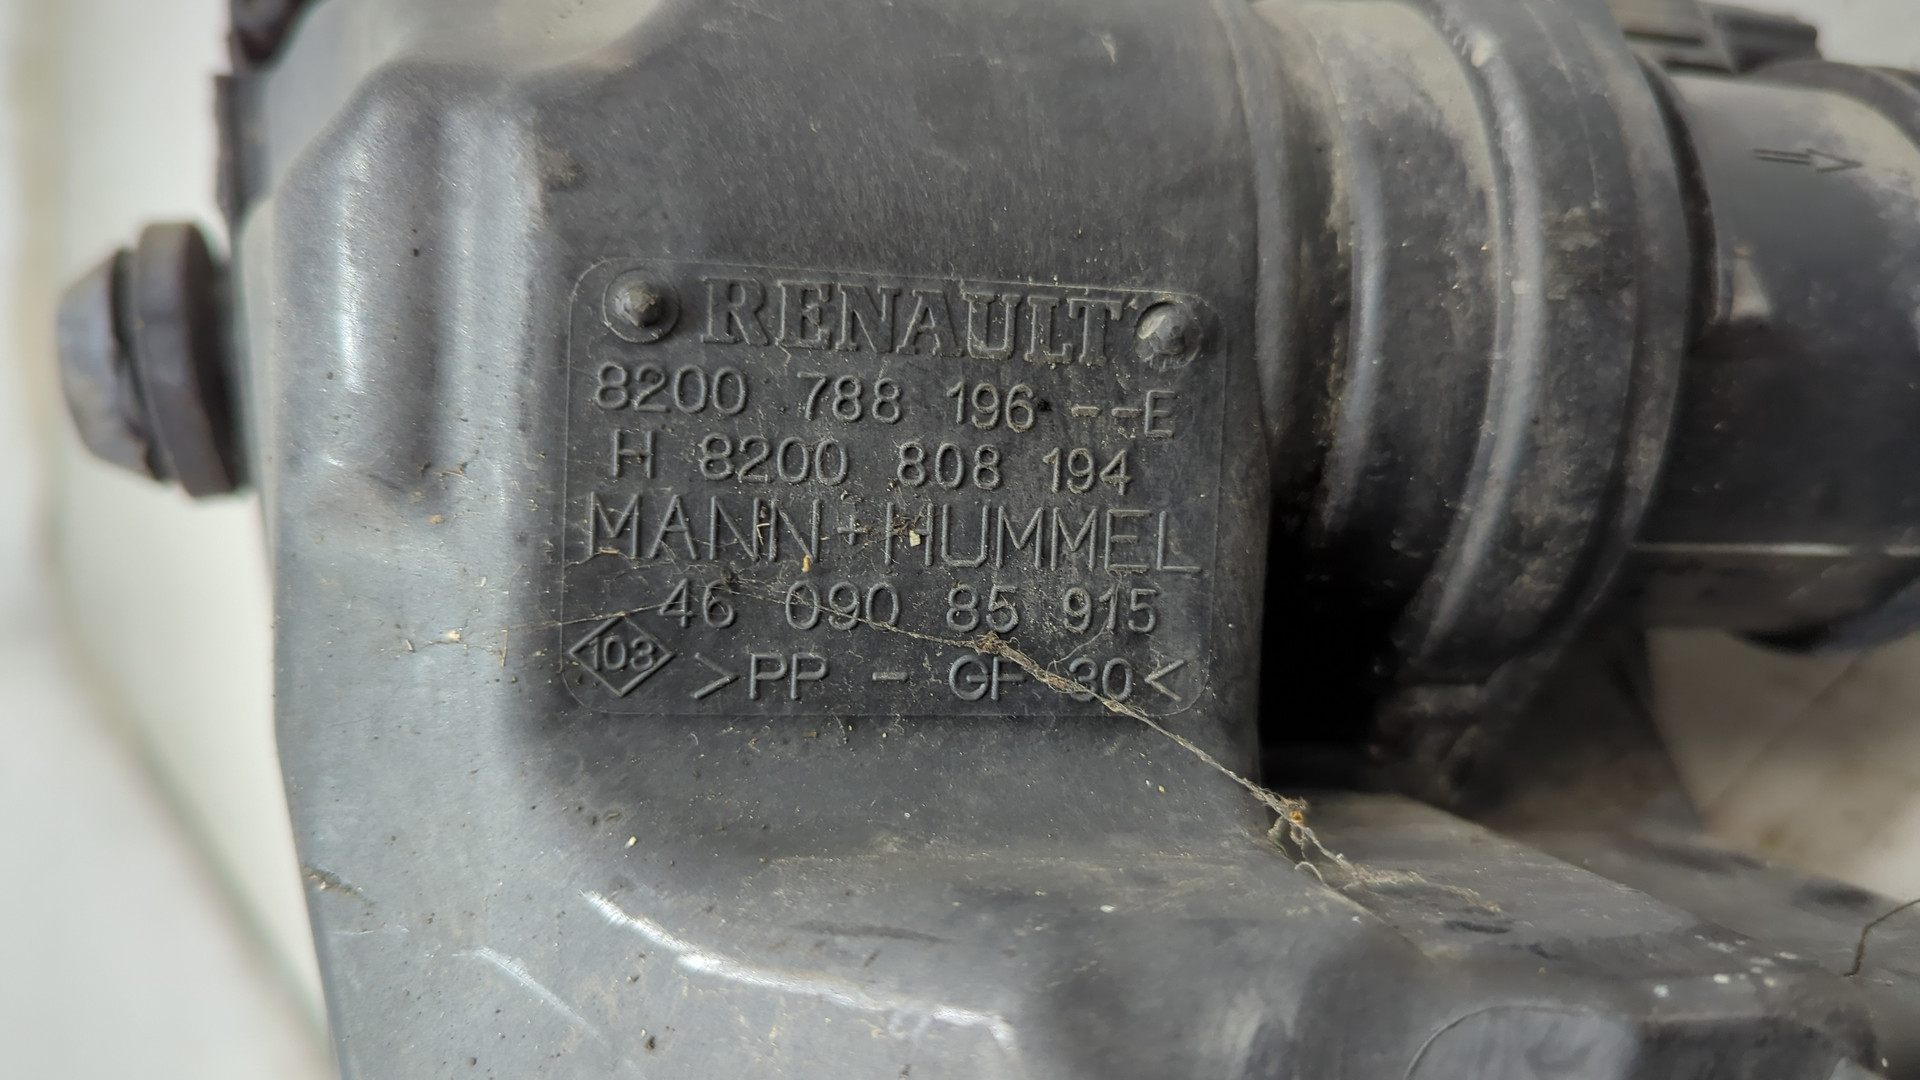 RENAULT
8200 788 196 --E
H 8200 808 194
MANN+HUMMEL
46 090 85 915
103 >PP - GF 30<